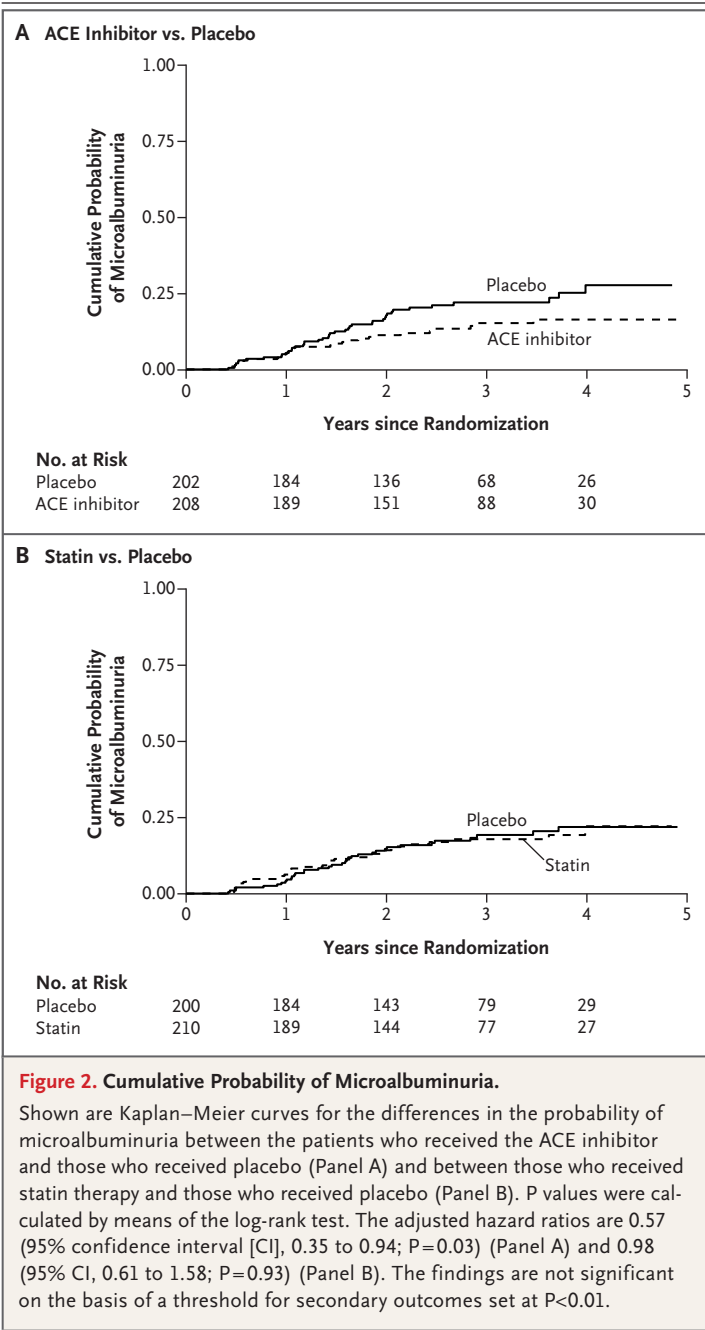 A ACE Inhibitor vs. Placebo
1.00
0.75
0.50
0.25
0.00
Cumulative Probability
of Microalbuminuria
Placebo
ACE inhibitor
0 1 2 3 4 5
Years since Randomization
No. at Risk
Placebo 202 184 136 68 26
ACE inhibitor 208 189 151 88 30
B Statin vs. Placebo
1.00
0.75
0.50
0.25
0.00
Cumulative Probability
of Microalbuminuria
Placebo
Statin
0 1 2 3 4 5
Years since Randomization
No. at Risk
Placebo 200 184 143 79 29
Statin 210 189 144 77 27
Figure 2. Cumulative Probability of Microalbuminuria.
Shown are Kaplan–Meier curves for the differences in the probability of
microalbuminuria between the patients who received the ACE inhibitor
and those who received placebo (Panel A) and between those who received
statin therapy and those who received placebo (Panel B). P values were cal-
culated by means of the log-rank test. The adjusted hazard ratios are 0.57
(95% confidence interval [CI], 0.35 to 0.94; P=0.03) (Panel A) and 0.98
(95% CI, 0.61 to 1.58; P=0.93) (Panel B). The findings are not significant
on the basis of a threshold for secondary outcomes set at P<0.01.